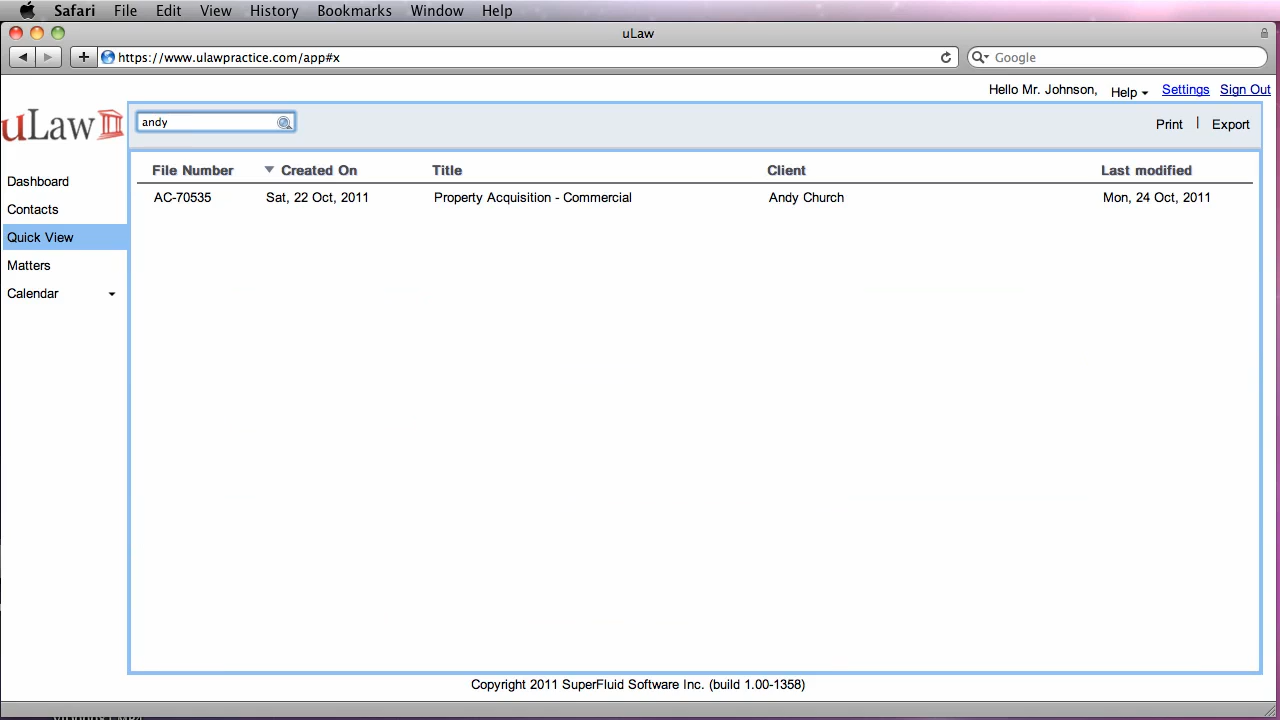 Safari File Edit View History Bookmarks Window Help
uLaw
https://www.ulawpractice.com/app#x
Google
Hello Mr. Johnson, Help Settings Sign Out
uLaw
andy
Print | Export
File Number Created On Title Client Last modified
AC-70535 Sat, 22 Oct, 2011 Property Acquisition - Commercial Andy Church Mon, 24 Oct, 2011
Dashboard
Contacts
Quick View
Matters
Calendar
Copyright 2011 SuperFluid Software Inc. (build 1.00-1358)